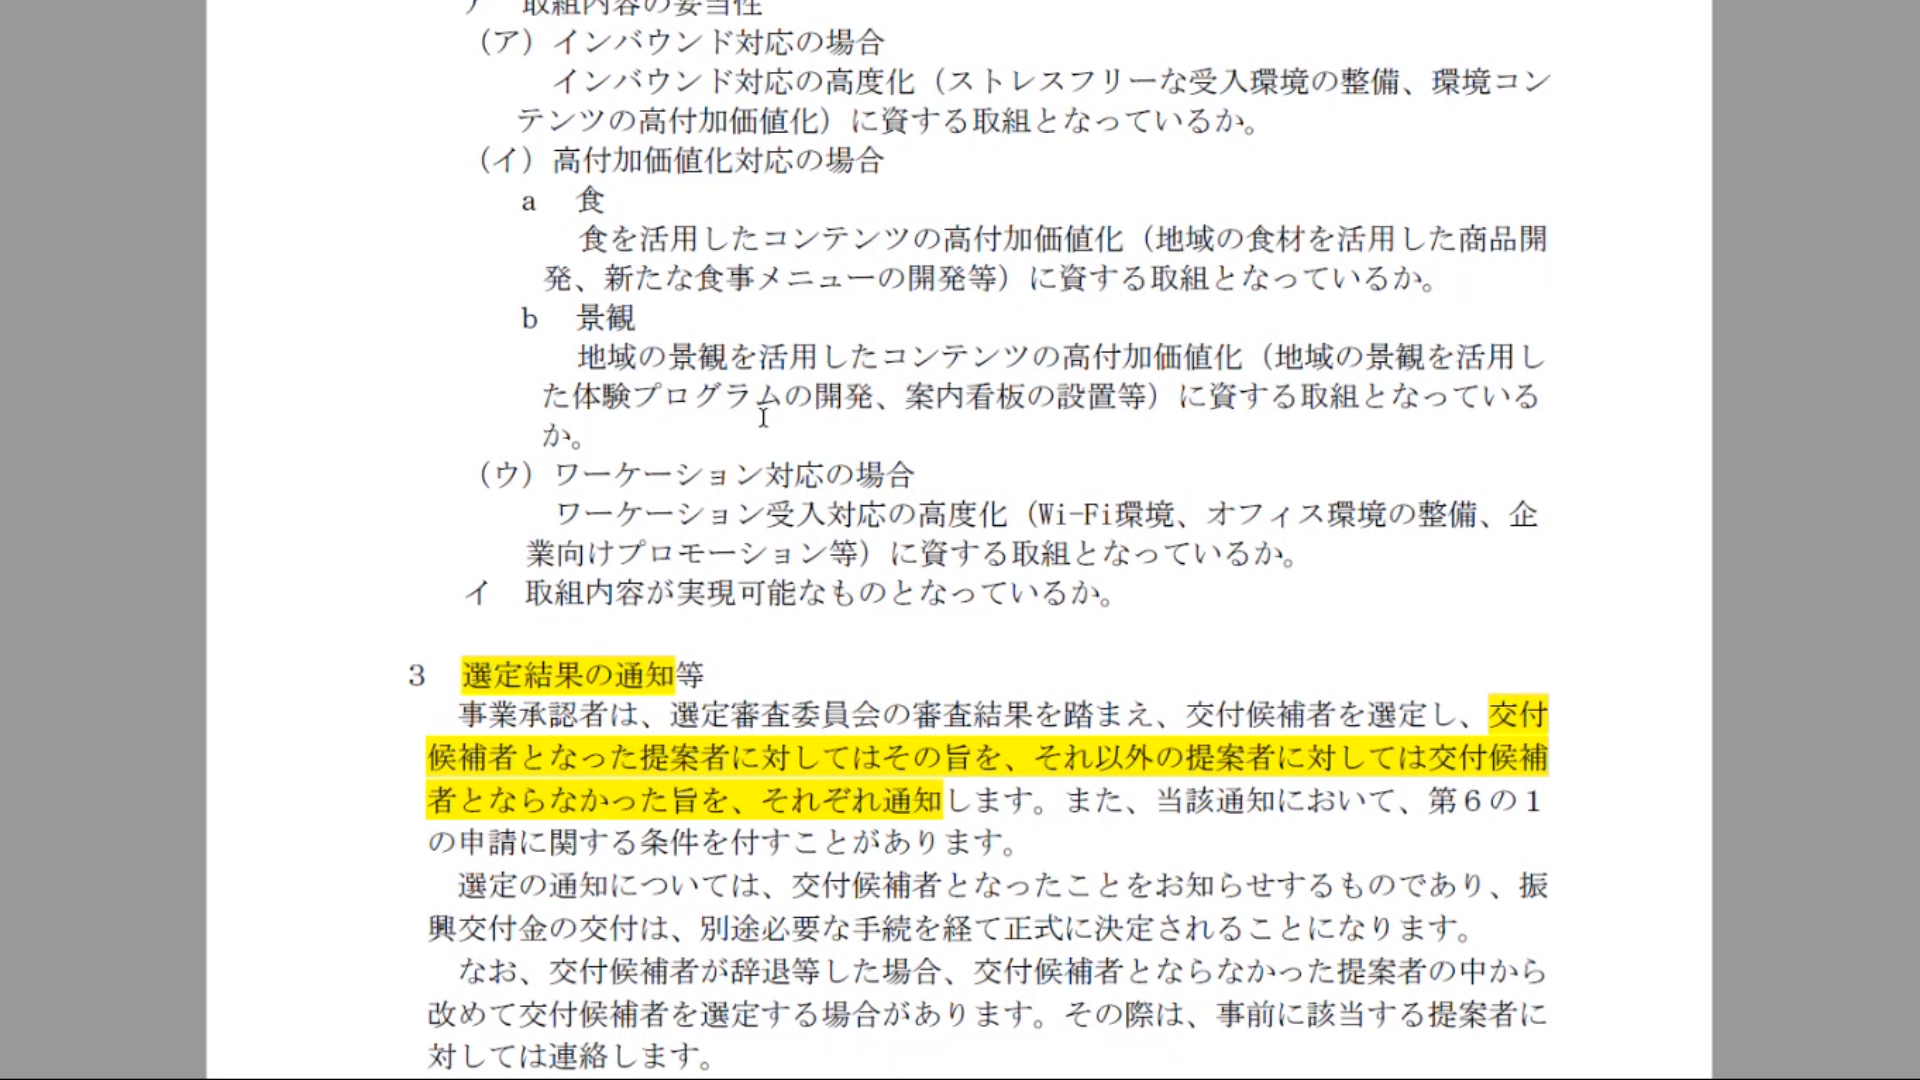 ア 取組内容の妥当性
（ア）インバウンド対応の場合
インバウンド対応の高度化（ストレスフリーな受入環境の整備、環境コン
テンツの高付加価値化）に資する取組となっているか。
（イ）高付加価値化対応の場合
a 食
食を活用したコンテンツの高付加価値化（地域の食材を活用した商品開
発、新たな食事メニューの開発等）に資する取組となっているか。
b 景観
地域の景観を活用したコンテンツの高付加価値化（地域の景観を活用し
た体験プログラムの開発、案内看板の設置等）に資する取組となっている
か。
（ウ）ワーケーション対応の場合
ワーケーション受入対応の高度化（Wi-Fi環境、オフィス環境の整備、企
業向けプロモーション等）に資する取組となっているか。
イ 取組内容が実現可能なものとなっているか。
３ 選定結果の通知等
事業承認者は、選定審査委員会の審査結果を踏まえ、交付候補者を選定し、交付
候補者となった提案者に対してはその旨を、それ以外の提案者に対しては交付候補
者とならなかった旨を、それぞれ通知します。また、当該通知において、第６の１
の申請に関する条件を付すことがあります。
選定の通知については、交付候補者となったことをお知らせするものであり、振
興交付金の交付は、別途必要な手続を経て正式に決定されることになります。
なお、交付候補者が辞退等した場合、交付候補者とならなかった提案者の中から
改めて交付候補者を選定する場合があります。その際は、事前に該当する提案者に
対しては連絡します。